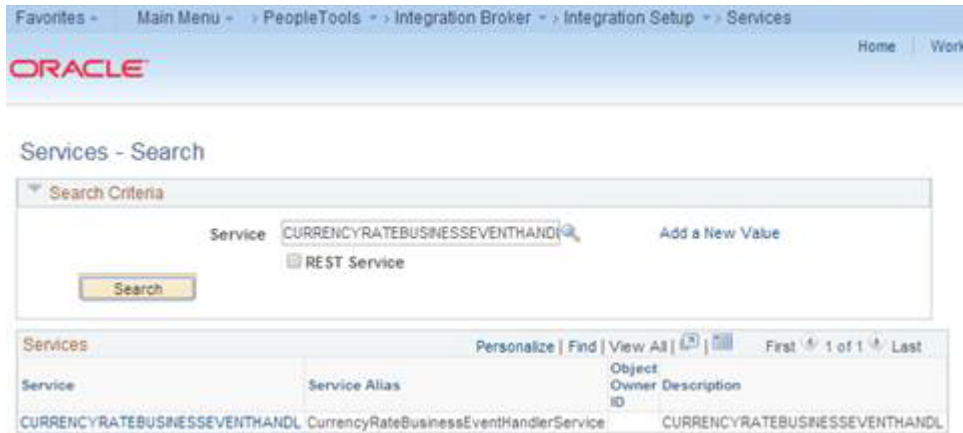 Favorites Main Menu > PeopleTools > Integration Broker > Integration Setup > Services
Home Work
ORACLE
Services - Search
Search Criteria
Service CURRENCYRATEBUSINESSEVENTHANDL Add a New Value
REST Service
Search
Services Personalize | Find | View All | | First 1 of 1 Last
Service Service Alias Object Owner ID Description
CURRENCYRATEBUSINESSEVENTHANDL CurrencyRateBusinessEventHandlerService CURRENCYRATEBUSINESSEVENTHANDL